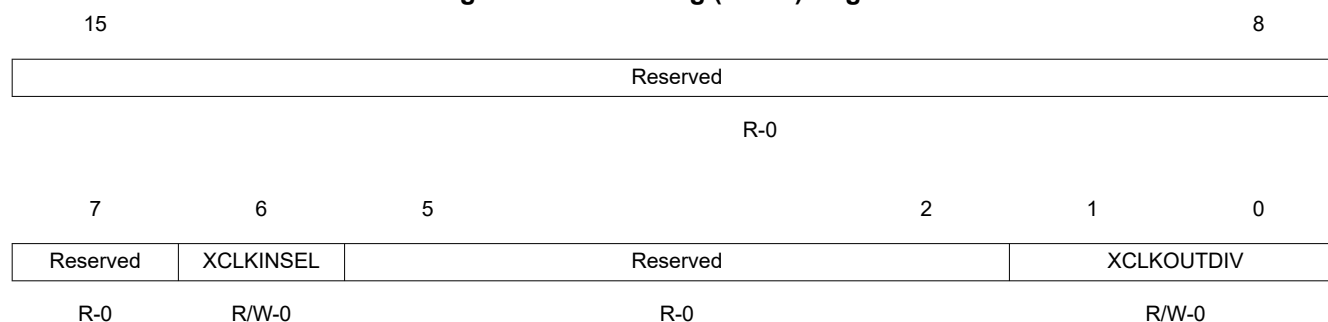 15 8
Reserved
R-0
7 6 5 2 1 0
Reserved XCLKINSEL Reserved XCLKOUTDIV
R-0 R/W-0 R-0 R/W-0